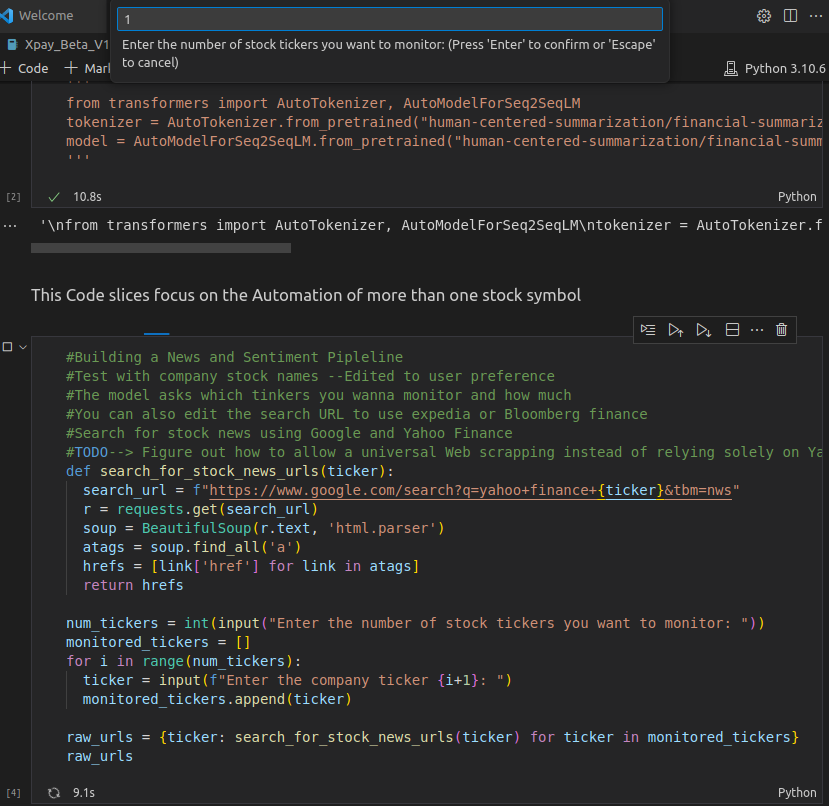 Welcome
1
Xpay_Beta_V1
Enter the number of stock tickers you want to monitor: (Press 'Enter' to confirm or 'Escape'
to cancel)
Code
Python 3.10.6
from transformers import AutoTokenizer, AutoModelForSeq2SeqLM
tokenizer = AutoTokenizer.from_pretrained("human-centered-summarization/financial-summariz
model = AutoModelForSeq2SeqLM.from_pretrained("human-centered-summarization/financial-summ
'''
[2] 10.8s Python
... '\nfrom transformers import AutoTokenizer, AutoModelForSeq2SeqLM\ntokenizer = AutoTokenizer.f
This Code slices focus on the Automation of more than one stock symbol
#Building a News and Sentiment Pipleline
#Test with company stock names --Edited to user preference
#The model asks which tinkers you wanna monitor and how much
#You can also edit the search URL to use expedia or Bloomberg finance
#Search for stock news using Google and Yahoo Finance
#TODO--> Figure out how to allow a universal Web scrapping instead of relying solely on Ya
def search_for_stock_news_urls(ticker):
search_url = f"https://www.google.com/search?q=yahoo+finance+{ticker}&tbm=nws"
r = requests.get(search_url)
soup = BeautifulSoup(r.text, 'html.parser')
atags = soup.find_all('a')
hrefs = [link['href'] for link in atags]
return hrefs
num_tickers = int(input("Enter the number of stock tickers you want to monitor: "))
monitored_tickers = []
for i in range(num_tickers):
ticker = input(f"Enter the company ticker {i+1}: ")
monitored_tickers.append(ticker)
raw_urls = {ticker: search_for_stock_news_urls(ticker) for ticker in monitored_tickers}
raw_urls
[4] 9.1s Python